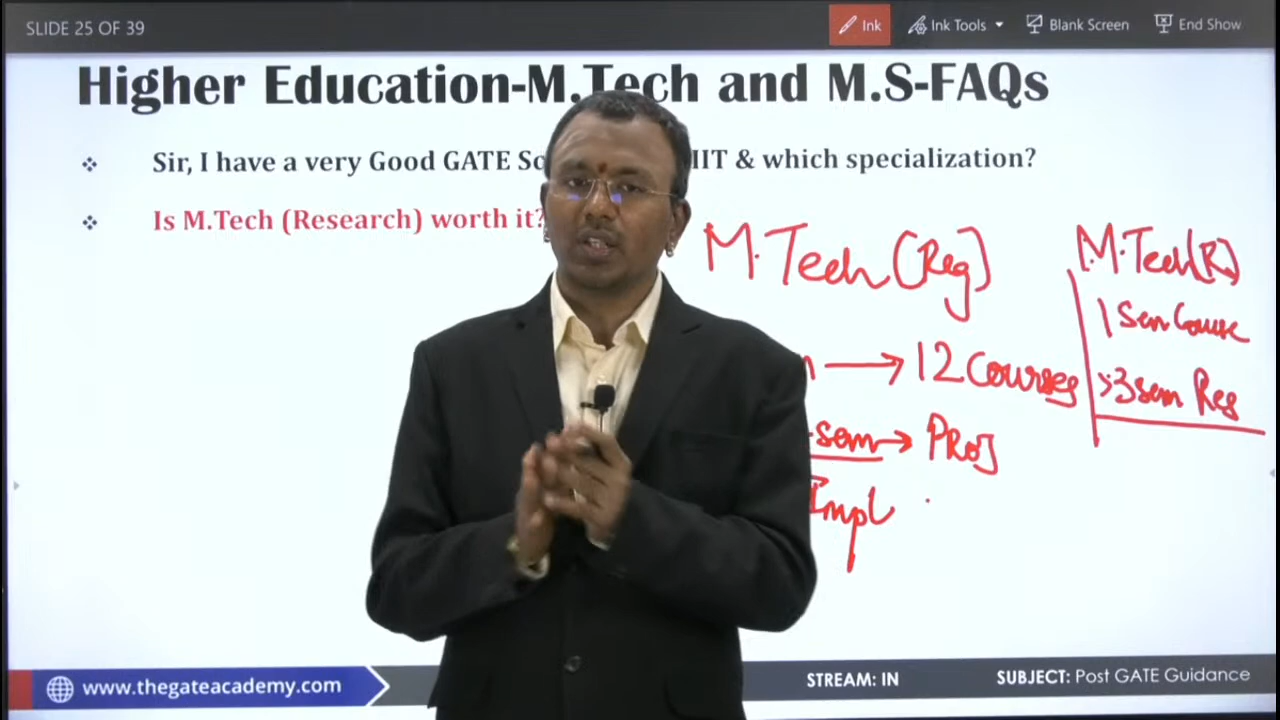 SLIDE 25 OF 39
Ink
Ink Tools
Blank Screen
End Show
Higher Education-M.Tech and M.S-FAQs
❖ Sir, I have a very Good GATE IIT & which specialization?
❖ Is M.Tech (Research) worth it?
M.Tech (Reg)
M.Tech(R)
1 Sem Course
→ 12 Courses
3 sem Res
sem → PROJ
Impl
www.thegateacademy.com
STREAM: IN
SUBJECT: Post GATE Guidance